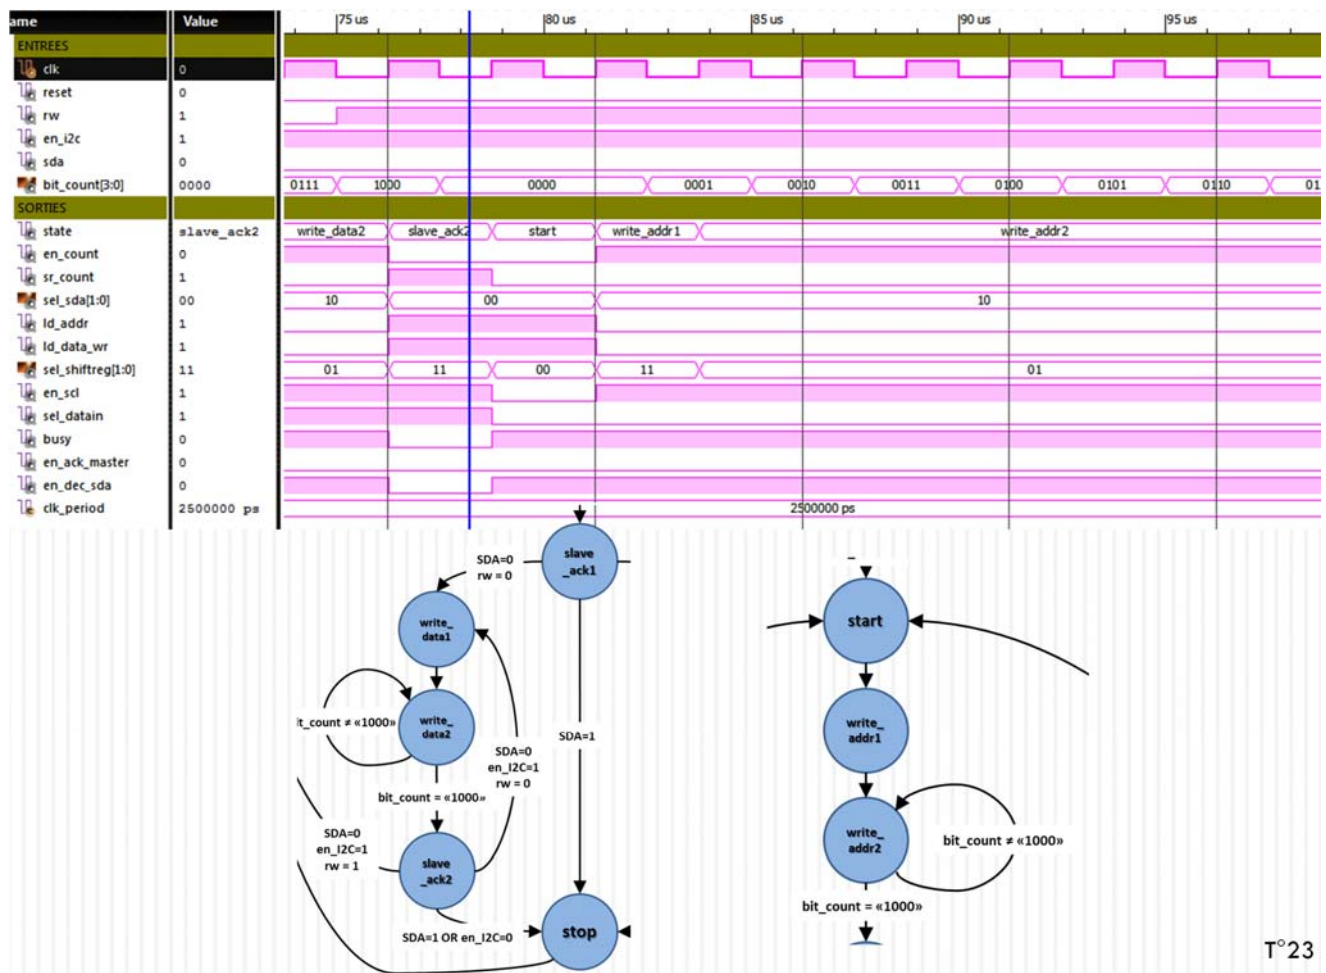 ame Value 75 us 80 us 85 us 90 us 95 us
ENTREES
clk 0
reset 0
rw 1
en_i2c 1
sda 0
bit_count[3:0] 0000 0111 1000 0000 0001 0010 0011 0100 0101 0110 01
SORTIES
state slave_ack2 write_data2 slave_ack2 start write_addr1 write_addr2
en_count 0
sr_count 1
sel_sda[1:0] 00 10 00 10
ld_addr 1
ld_data_wr 1
sel_shiftreg[1:0] 11 01 11 00 11 01
en_scl 1
sel_datain 1
busy 0
en_ack_master 0
en_dec_sda 0
clk_period 2500000 ps 2500000 ps
slave
_ack1
SDA=0
rw = 0
write_
data1
write_
data2
it_count ≠ «1000»
SDA=0
en_I2C=1
rw = 0
SDA=1
bit_count = «1000»
SDA=0
en_I2C=1
rw = 1
slave
_ack2
SDA=1 OR en_I2C=0
stop
start
write_
addr1
write_
addr2
bit_count ≠ «1000»
bit_count = «1000»
T°23